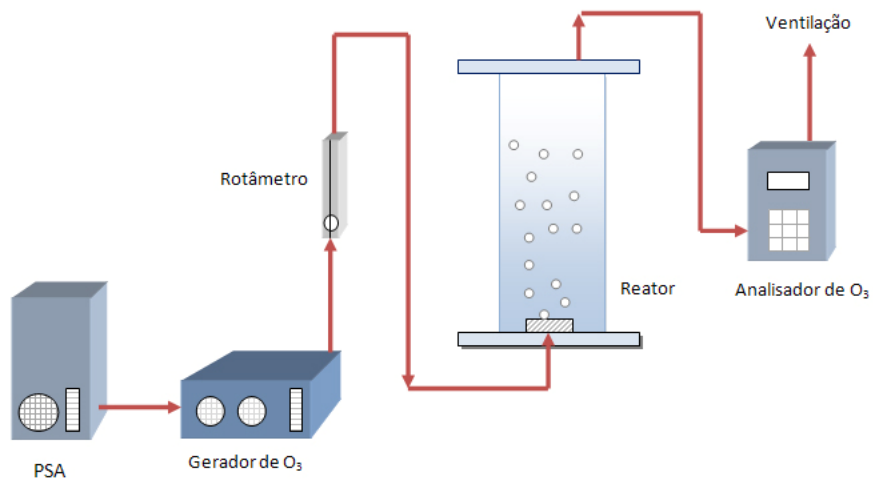 Ventilação
Rotâmetro
Reator
Analisador de O₃
Gerador de O₃
PSA